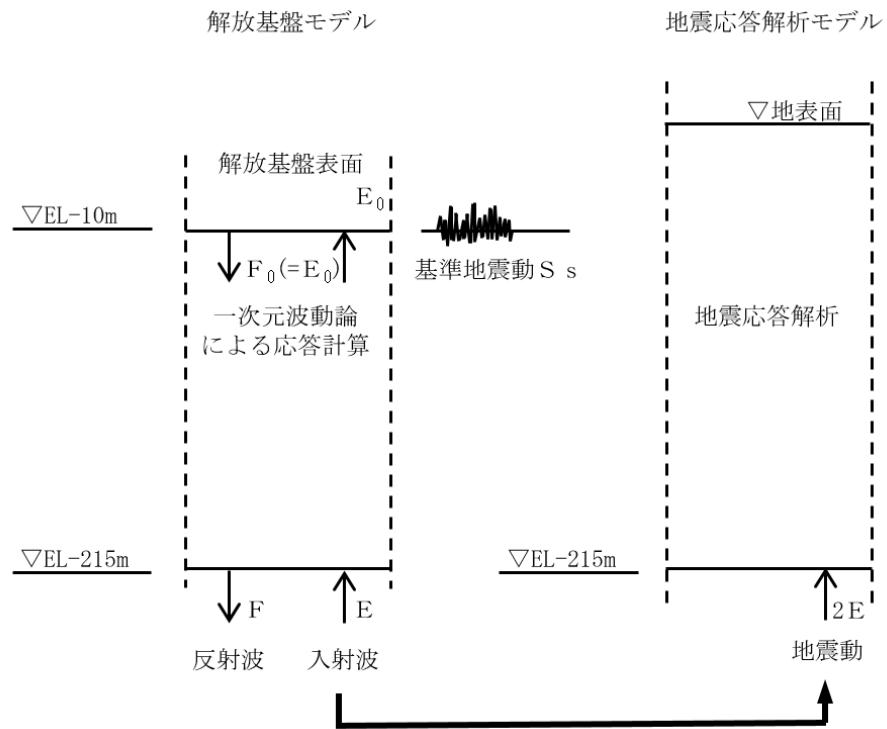 解放基盤モデル
地震応答解析モデル
▽地表面
解放基盤表面
E₀
▽EL-10m
F₀(=E₀)
基準地震動Ｓｓ
一次元波動論
による応答計算
地震応答解析
▽EL-215m
▽EL-215m
F
E
2E
反射波
入射波
地震動